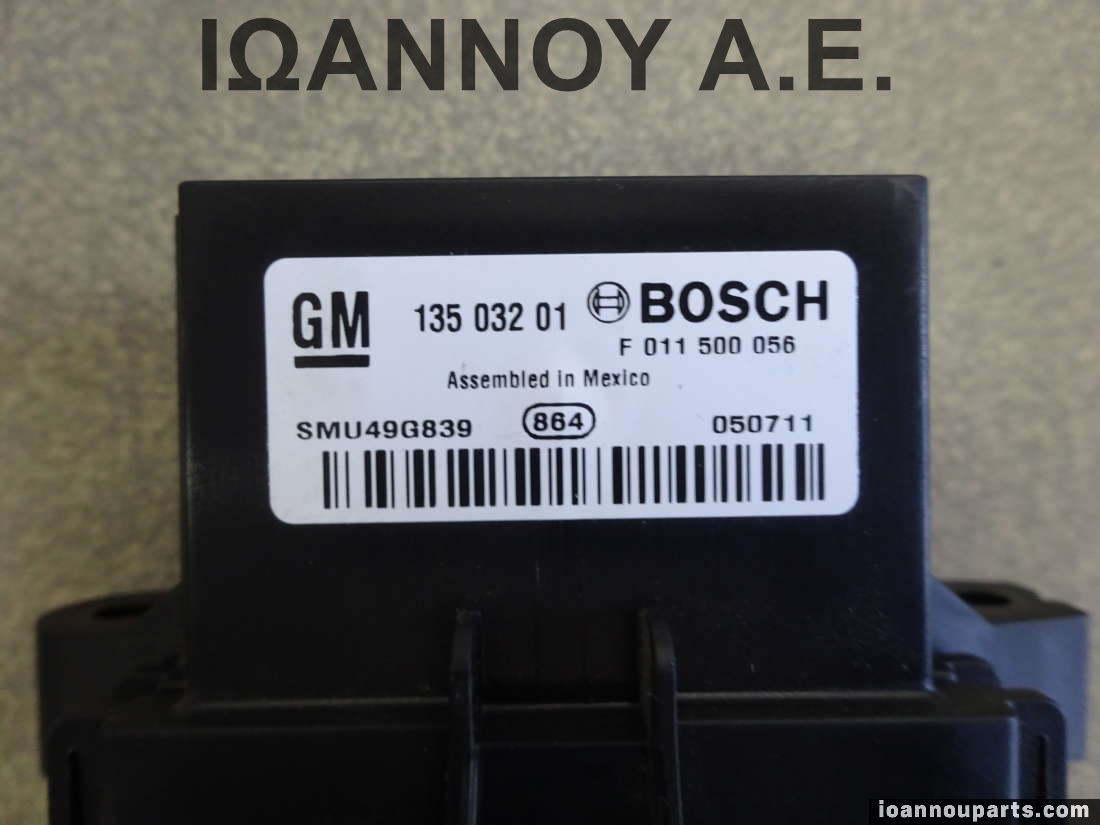 ΙΩΑΝΝΟΥ Α.Ε.
GM 135 032 01 BOSCH
F 011 500 056
Assembled in Mexico
SMU49G839 864 050711
ioannouparts.com